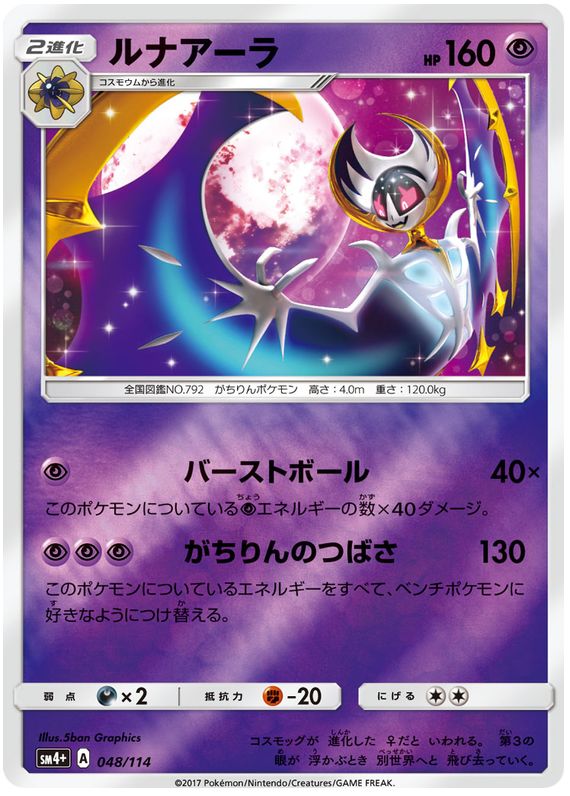 2進化
ルナアーラ
HP 160
コスモウムから進化
全国図鑑NO.792 がちりんポケモン 高さ:4.0m 重さ:120.0kg
バーストボール 40×
このポケモンについているエネルギーの数×40ダメージ。
がちりんのつばさ 130
このポケモンについているエネルギーをすべて、ベンチポケモンに
好きなようにつけ替える。
弱点 ×2 抵抗力 -20 にげる
Illus.5ban Graphics
SM4+ A 048/114
コスモッグが 進化した ♀だと いわれる。第3の
眼が 浮かぶとき 別世界へと 飛び去っていく。
©2017 Pokémon/Nintendo/Creatures/GAME FREAK.